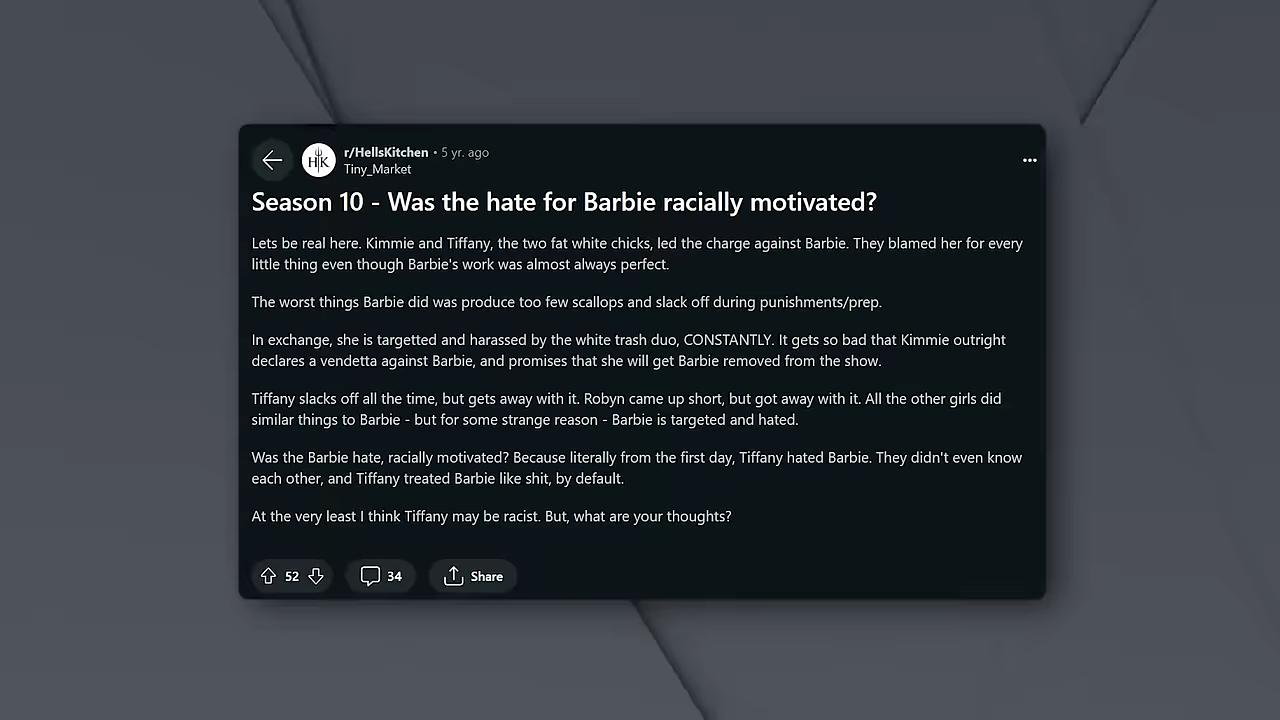 r/HellsKitchen • 5 yr. ago
HK
Tiny_Market
Season 10 - Was the hate for Barbie racially motivated?
Lets be real here. Kimmie and Tiffany, the two fat white chicks, led the charge against Barbie. They blamed her for every
little thing even though Barbie's work was almost always perfect.
The worst things Barbie did was produce too few scallops and slack off during punishments/prep.
In exchange, she is targetted and harassed by the white trash duo, CONSTANTLY. It gets so bad that Kimmie outright
declares a vendetta against Barbie, and promises that she will get Barbie removed from the show.
Tiffany slacks off all the time, but gets away with it. Robyn came up short, but got away with it. All the other girls did
similar things to Barbie - but for some strange reason - Barbie is targeted and hated.
Was the Barbie hate, racially motivated? Because literally from the first day, Tiffany hated Barbie. They didn't even know
each other, and Tiffany treated Barbie like shit, by default.
At the very least I think Tiffany may be racist. But, what are your thoughts?
52
34
Share